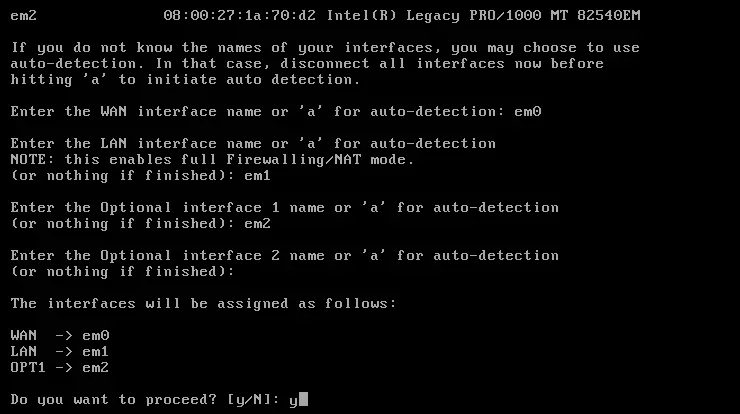 em2             08:00:27:1a:70:d2 Intel(R) Legacy PRO/1000 MT 82540EM
If you do not know the names of your interfaces, you may choose to use
auto-detection. In that case, disconnect all interfaces now before
hitting 'a' to initiate auto detection.
Enter the WAN interface name or 'a' for auto-detection: em0
Enter the LAN interface name or 'a' for auto-detection
NOTE: this enables full Firewalling/NAT mode.
(or nothing if finished): em1
Enter the Optional interface 1 name or 'a' for auto-detection
(or nothing if finished): em2
Enter the Optional interface 2 name or 'a' for auto-detection
(or nothing if finished):
The interfaces will be assigned as follows:
WAN  -> em0
LAN  -> em1
OPT1 -> em2
Do you want to proceed? [y/N]: y